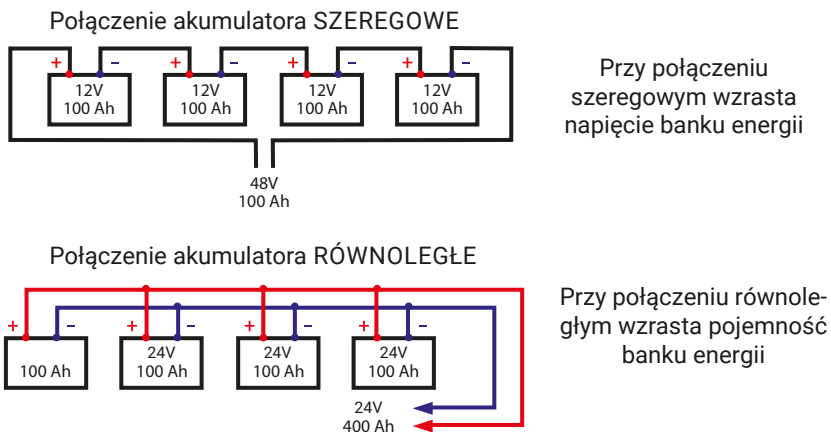 Połączenie akumulatora SZEREGOWE
+ – + – + – + –
12V 12V 12V 12V
100 Ah 100 Ah 100 Ah 100 Ah
Przy połączeniu
szeregowym wzrasta
napięcie banku energii
48V
100 Ah
Połączenie akumulatora RÓWNOLEGŁE
+ – + – + – + –
24V 24V 24V
100 Ah 100 Ah 100 Ah 100 Ah
Przy połączeniu równole-
głym wzrasta pojemność
banku energii
24V
400 Ah